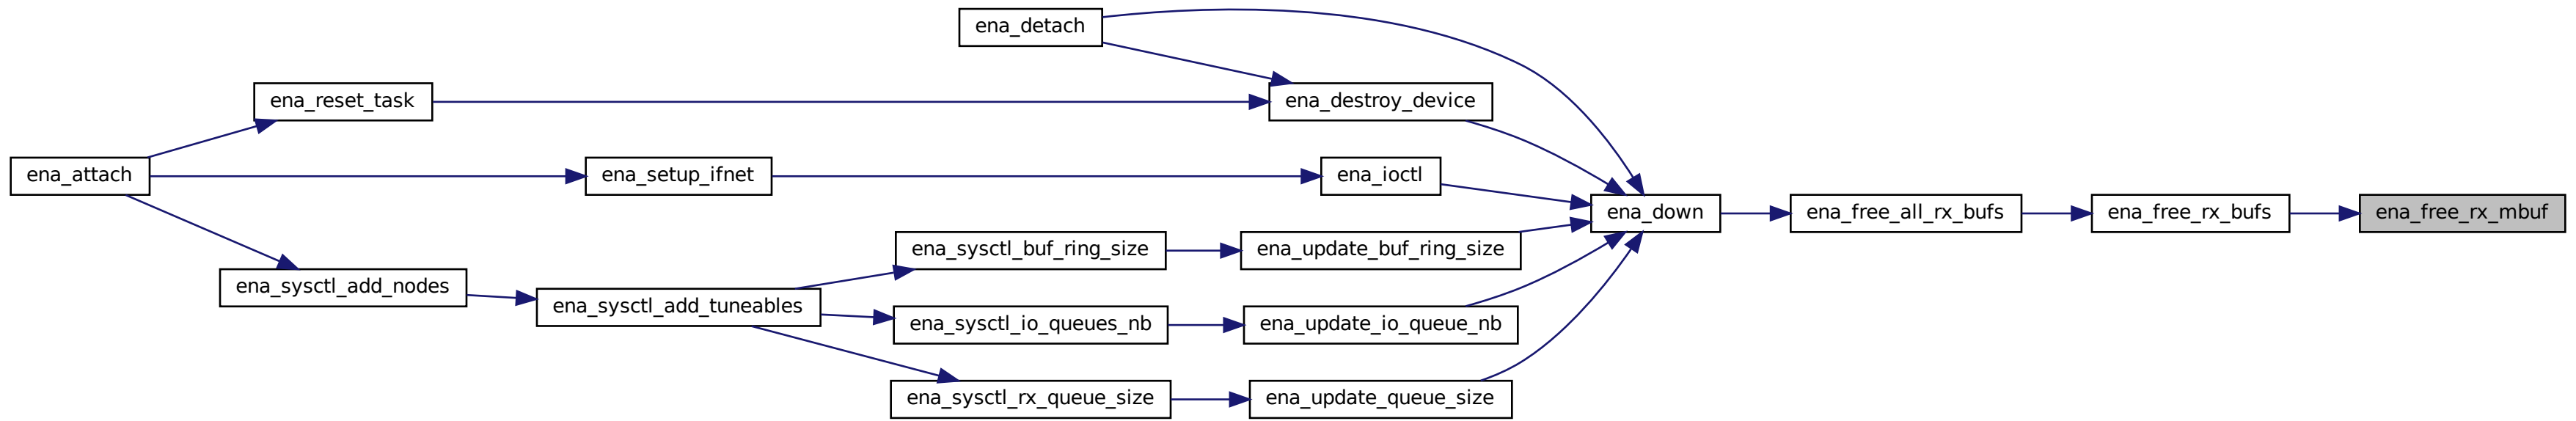 ena_detach
ena_reset_task
ena_destroy_device
ena_attach
ena_setup_ifnet
ena_ioctl
ena_down
ena_free_all_rx_bufs
ena_free_rx_bufs
ena_free_rx_mbuf
ena_sysctl_buf_ring_size
ena_update_buf_ring_size
ena_sysctl_add_nodes
ena_sysctl_add_tuneables
ena_sysctl_io_queues_nb
ena_update_io_queue_nb
ena_sysctl_rx_queue_size
ena_update_queue_size